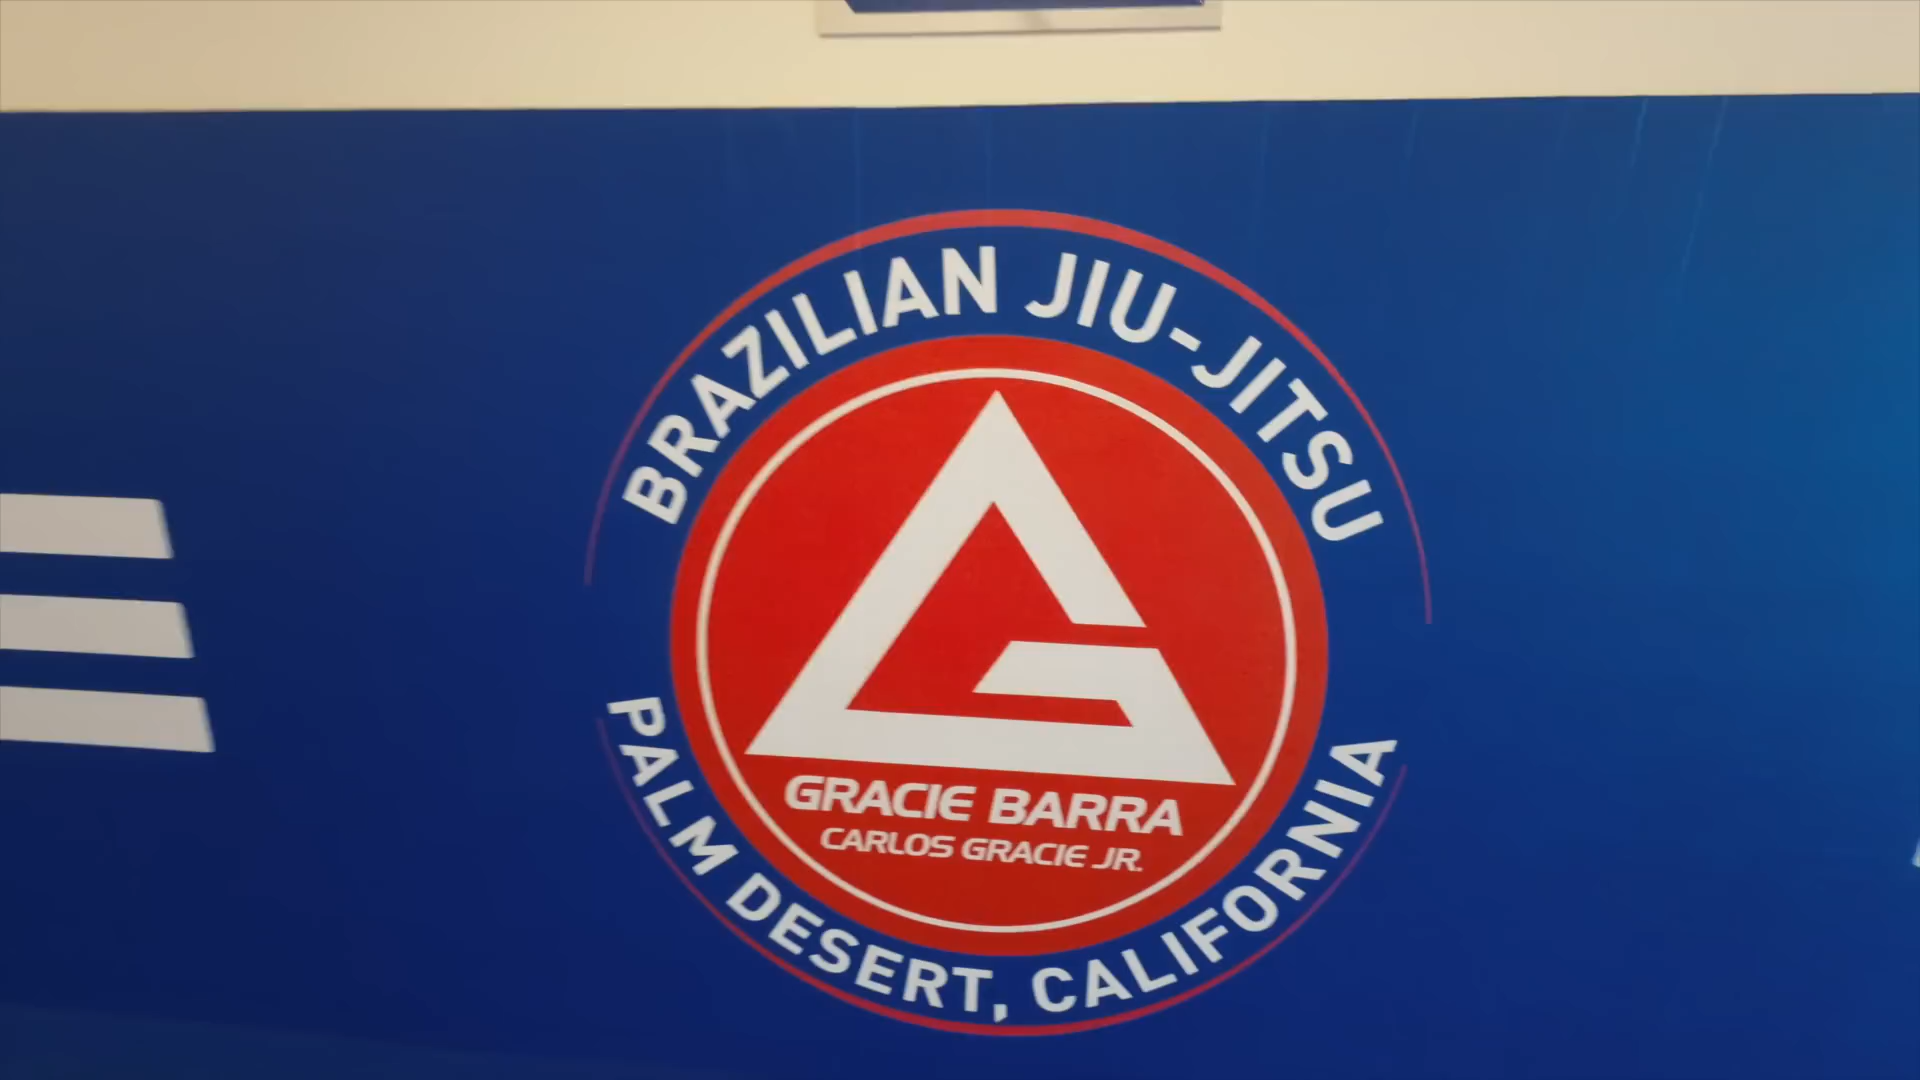 BRAZILIAN JIU-JITSU
GRACIE BARRA
CARLOS GRACIE JR.
PALM DESERT, CALIFORNIA